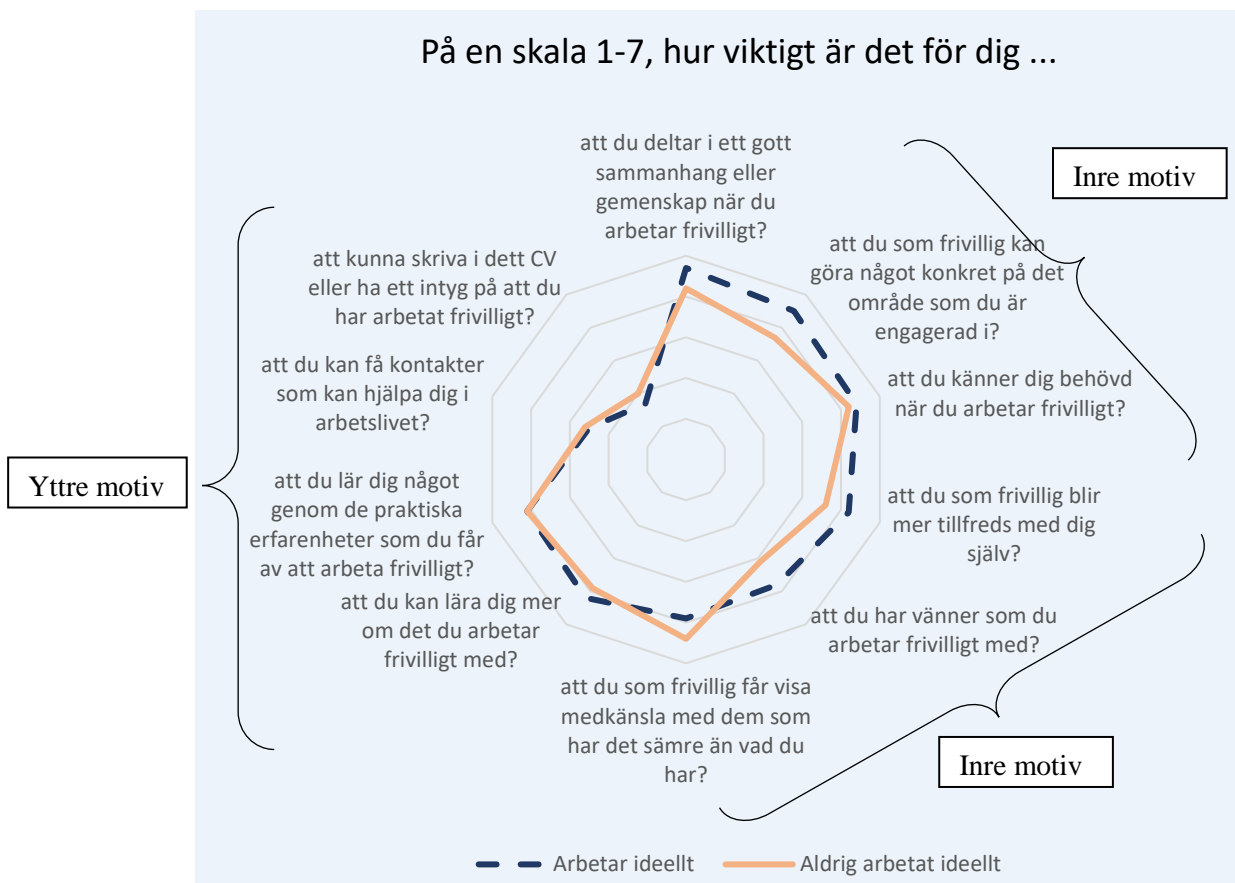 På en skala 1-7, hur viktigt är det för dig ...
att du deltar i ett gott
sammanhang eller
gemenskap när du
arbetar frivilligt?
Inre motiv
att du som frivillig kan
göra något konkret på det
område som du är
engagerad i?
att du känner dig behövd
när du arbetar frivilligt?
att du som frivillig blir
mer tillfreds med dig
själv?
att du har vänner som du
arbetar frivilligt med?
Inre motiv
att du som frivillig får visa
medkänsla med dem som
har det sämre än vad du
har?
att du kan lära dig mer
om det du arbetar
frivilligt med?
att du lär dig något
genom de praktiska
erfarenheter som du får
av att arbeta frivilligt?
Yttre motiv
att du kan få kontakter
som kan hjälpa dig i
arbetslivet?
att kunna skriva i dett CV
eller ha ett intyg på att du
har arbetat frivilligt?
Arbetar ideellt
Aldrig arbetat ideellt